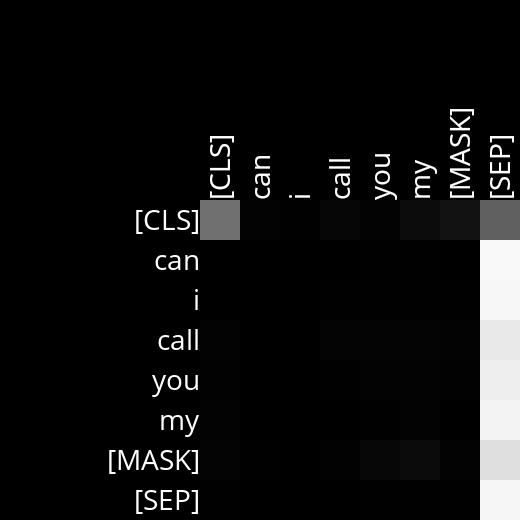 [CLS] can i call you my [MASK] [SEP]
[CLS]
can
i
call
you
my
[MASK]
[SEP]